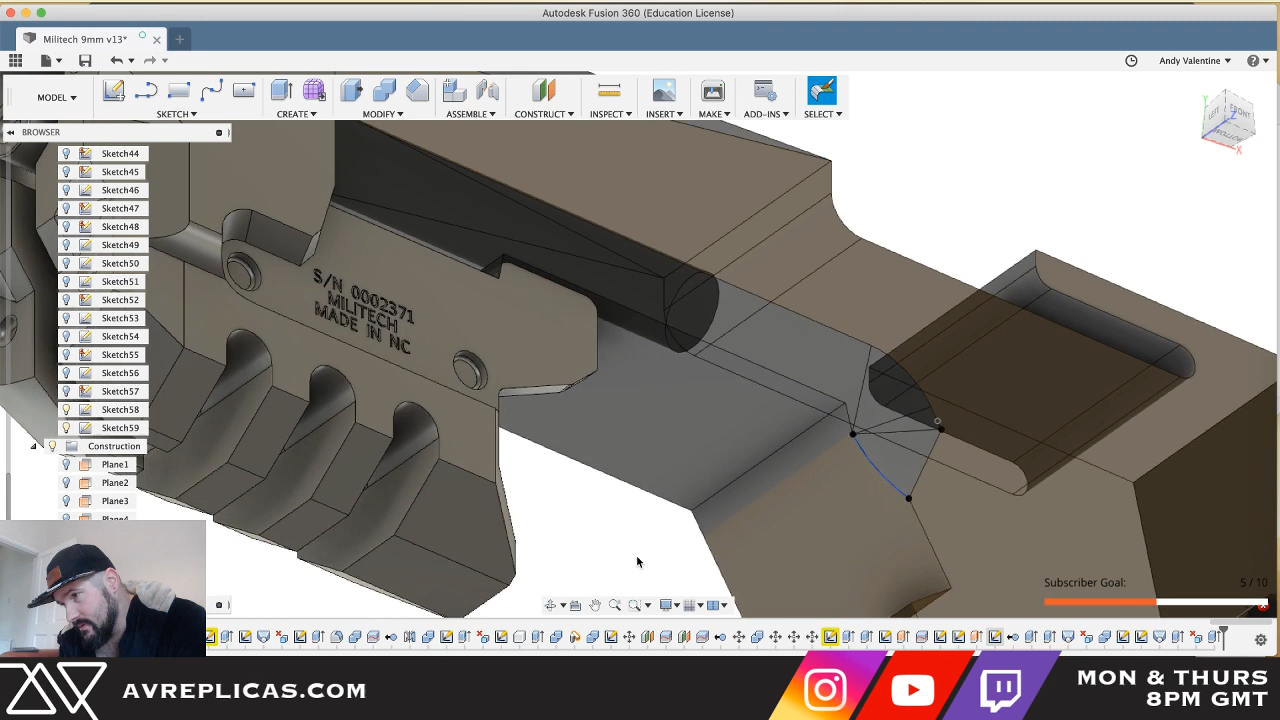 Autodesk Fusion 360 (Education License)
Militech 9mm v13*
Andy Valentine
MODEL
SKETCH
CREATE
MODIFY
ASSEMBLE
CONSTRUCT
INSPECT
INSERT
MAKE
ADD-INS
SELECT
BROWSER
Sketch44
Sketch45
Sketch46
Sketch47
Sketch48
Sketch49
Sketch50
Sketch51
Sketch52
Sketch53
Sketch54
Sketch55
Sketch56
Sketch57
Sketch58
Sketch59
Construction
Plane1
Plane2
Plane3
S/N 0002371
MILITECH
MADE IN NC
LEFT
FRONT
Y
Z
X
Subscriber Goal: 5 / 10
AVREPLICAS.COM
MON & THURS
8PM GMT